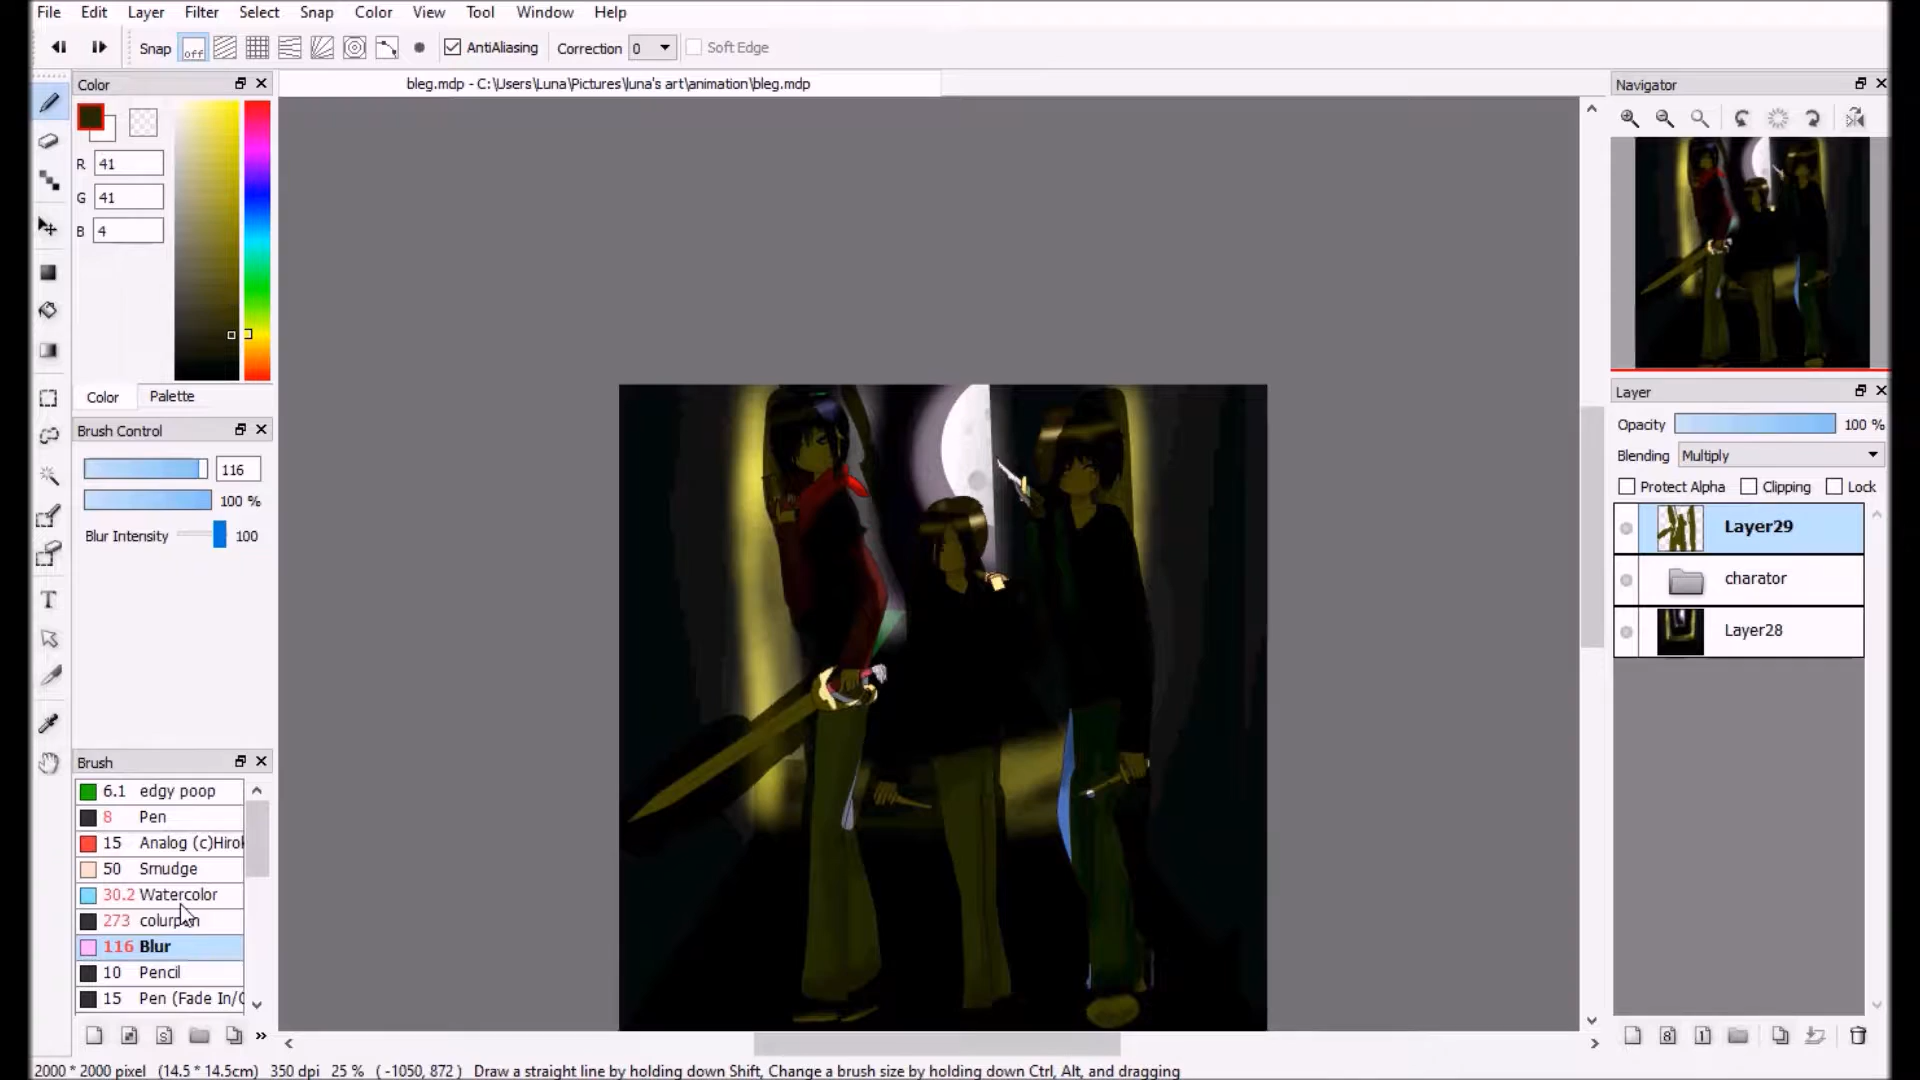 File Edit Layer Filter Select Snap Color View Tool Window Help
Snap off AntiAliasing Correction 0 Soft Edge
Color
bleg.mdp - C:\Users\Luna\Pictures\luna's art\animation\bleg.mdp
Navigator
R 41
G 41
B 4
Color Palette
Brush Control
116
100 %
Blur Intensity 100
Brush
6.1 edgy poop
8 Pen
15 Analog (c)Hirok
50 Smudge
30.2 Watercolor
273
116 Blur
10 Pencil
15 Pen (Fade In/O
Layer
Opacity 100 %
Blending Multiply
Protect Alpha Clipping Lock
Layer29
charator
Layer28
2000 * 2000 pixel (14.5 * 14.5cm) 350 dpi 25 % ( -1050, 872 ) Draw a straight line by holding down Shift, Change a brush size by holding down Ctrl, Alt, and dragging